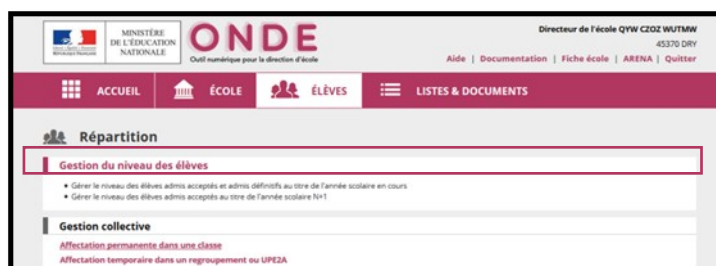 MINISTÈRE
DE L'ÉDUCATION
NATIONALE
ONDE
Outil numérique pour la direction d'école
Directeur de l'école QYW CZOZ WUTMW
45370 DRY
Aide | Documentation | Fiche école | ARENA | Quitter
ACCUEIL ÉCOLE ÉLÈVES LISTES & DOCUMENTS
Répartition
Gestion du niveau des élèves
• Gérer le niveau des élèves admis acceptés et admis définitifs au titre de l'année scolaire en cours
• Gérer le niveau des élèves admis acceptés au titre de l'année scolaire N+1
Gestion collective
Affectation permanente dans une classe
Affectation temporaire dans un regroupement ou UPE2A